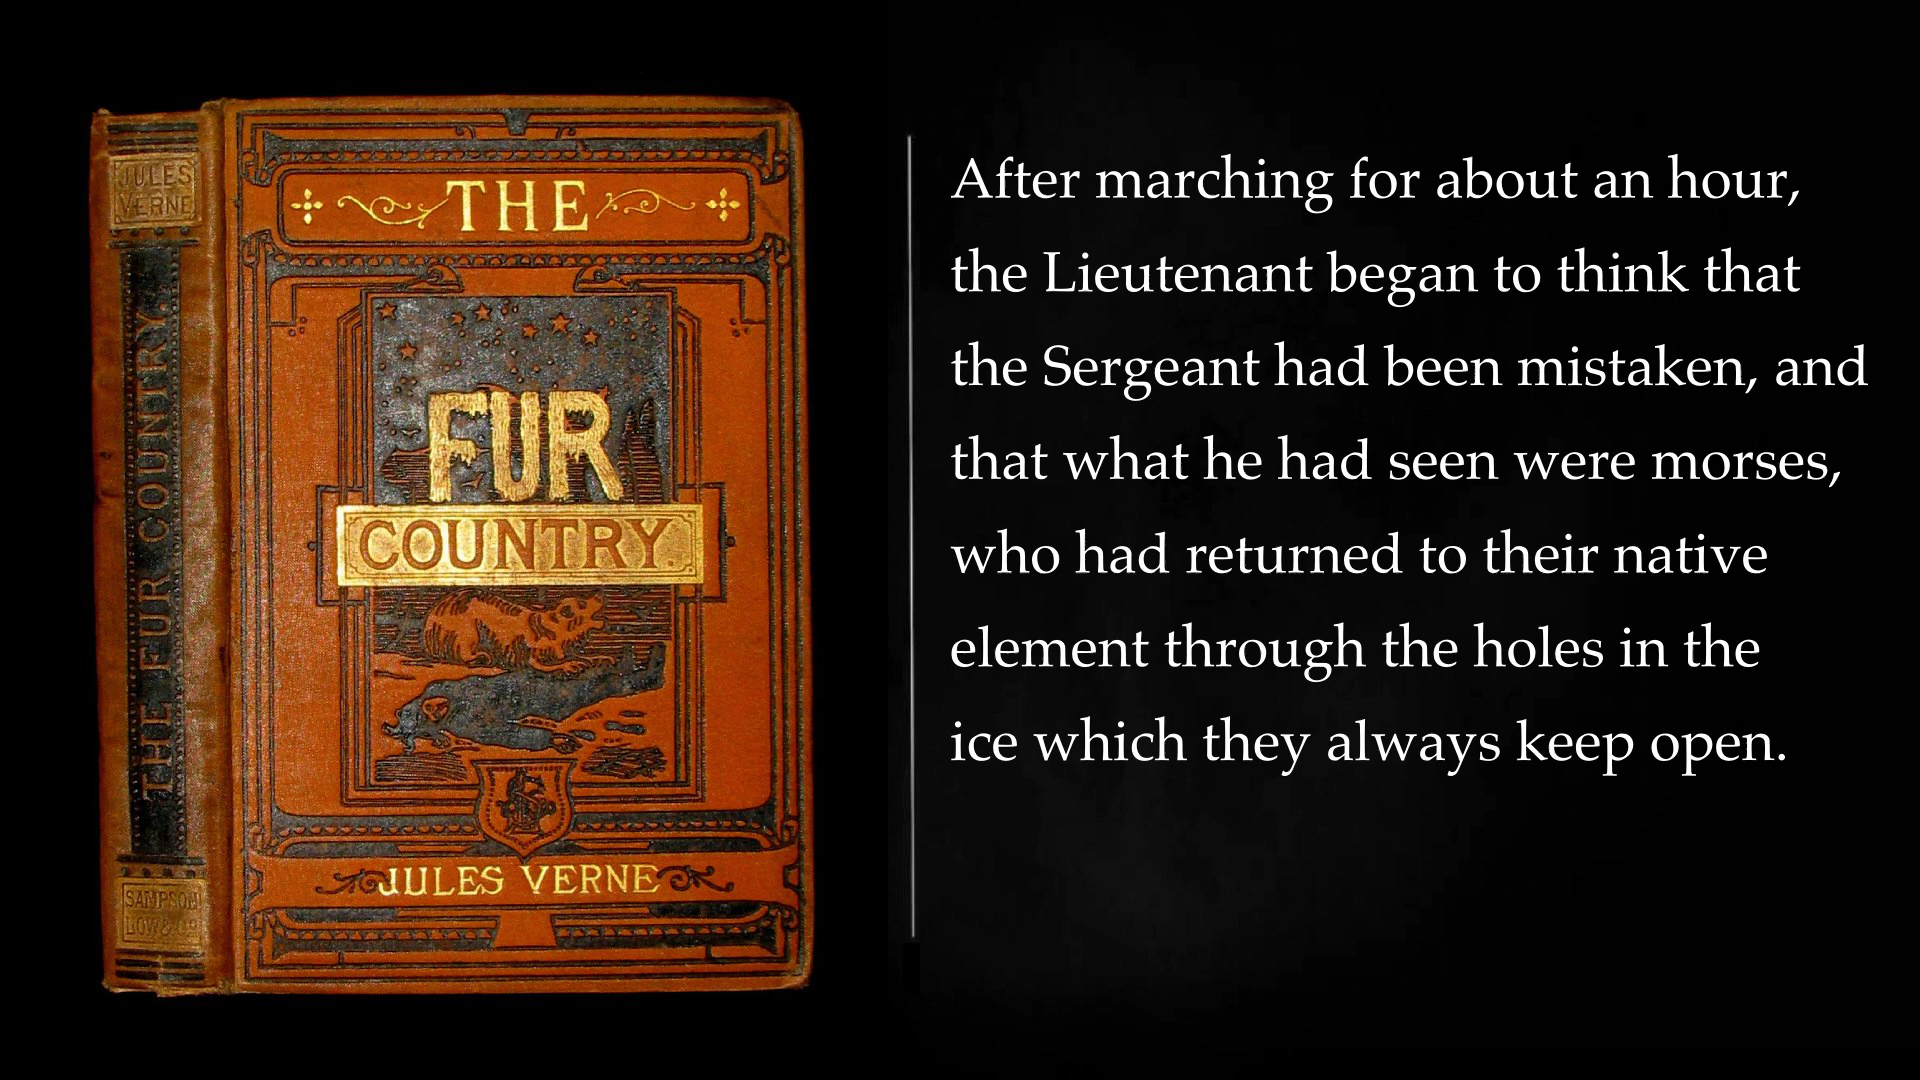 JULES
VERNE
THE FUR COUNTRY.
SAMPSON
LOW & Co
THE
FUR
COUNTRY.
JULES VERNE
After marching for about an hour,
the Lieutenant began to think that
the Sergeant had been mistaken, and
that what he had seen were morses,
who had returned to their native
element through the holes in the
ice which they always keep open.